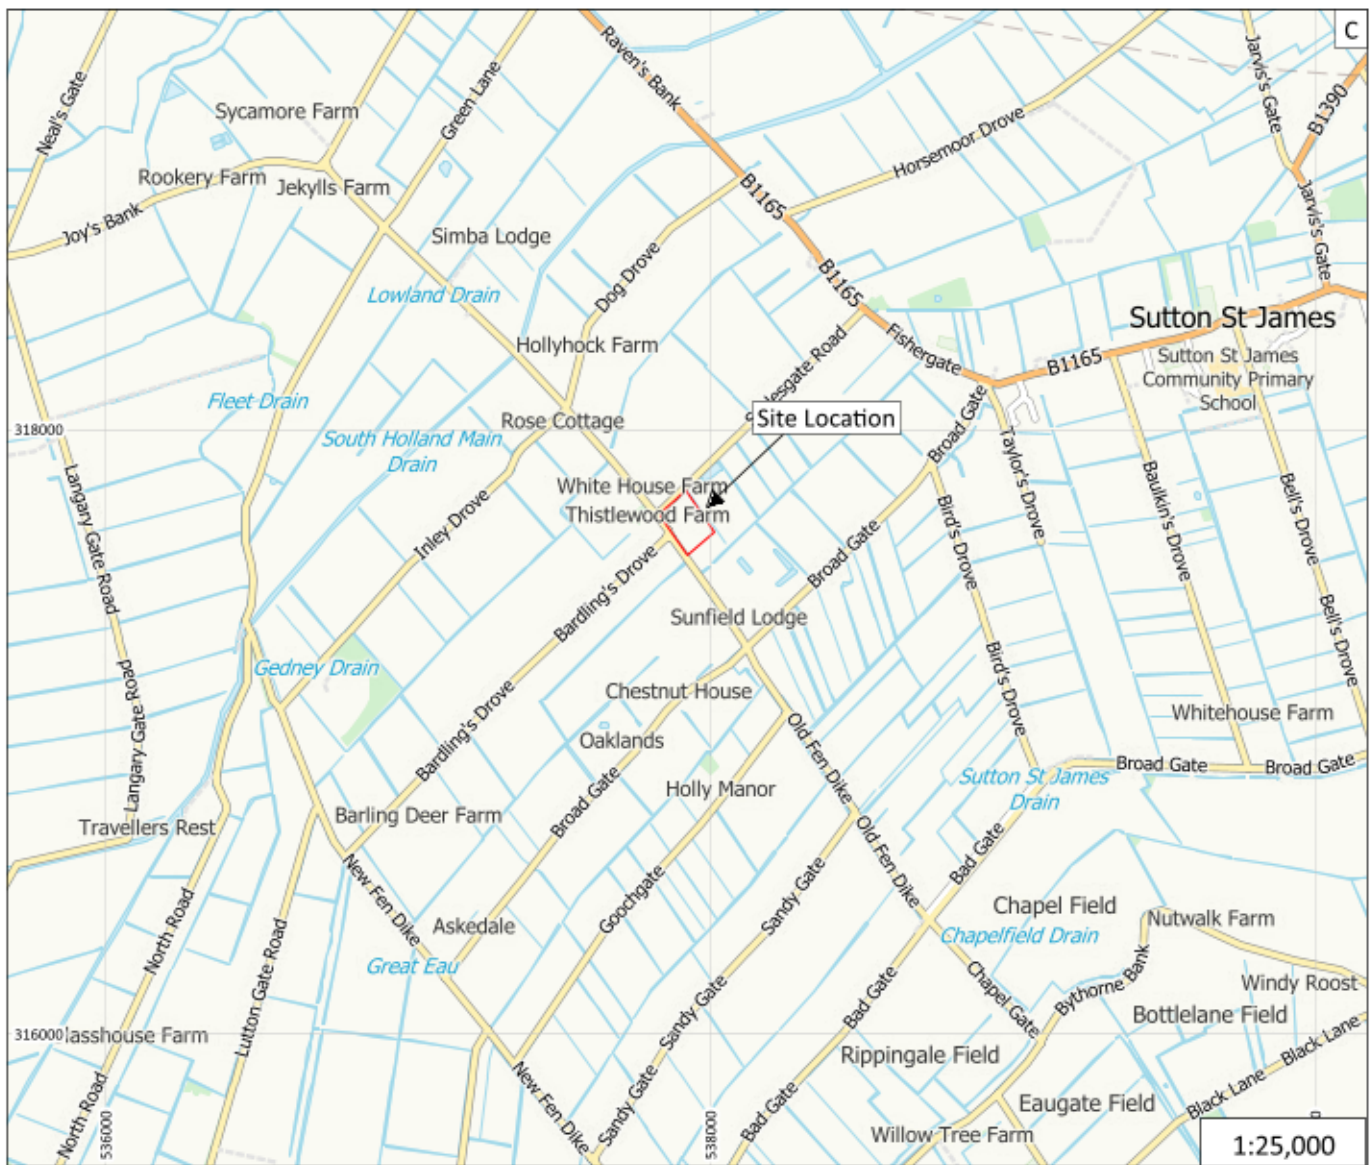 C
Neal's Gate
Sycamore Farm
Green Lane
Raven's Bank
Jarvis's Gate
B1390
Horsemoor Drove
Rookery Farm
Jekylls Farm
B1165
Jarvis's Gate
Joy's Bank
Simba Lodge
Dog Drove
B1165
Lowland Drain
Sutton St James
Hollyhock Farm
Fishergate
B1165
Sutton St James
Community Primary
School
Fleet Drain
Rose Cottage
Site Location
Broad Gate
318000
South Holland Main
Drain
Taylor's Drove
Langary Gate Road
White House Farm
Thistlewood Farm
Baulkin's Drove
Bell's Drove
Inley Drove
Broad Gate
Bird's Drove
Bardling's Drove
Sunfield Lodge
Bell's Drove
Gedney Drain
Bird's Drove
Langary Gate Road
Chestnut House
Whitehouse Farm
Bardling's Drove
Oaklands
Old Fen Dike
Broad Gate
Broad Gate
Sutton St James
Drain
Holly Manor
Travellers Rest
Barling Deer Farm
Broad Gate
Old Fen Dike
Bad Gate
New Fen Dike
Goochgate
Sandy Gate
Chapel Field
Nutwalk Farm
North Road
Askedale
Chapelfield Drain
Great Eau
Bythorne Bank
Windy Roost
Lutton Gate Road
Sandy Gate
Bad Gate
Chapel Gate
Bottlelane Field
316000
lasshouse Farm
Black Lane
Rippingale Field
New Fen Dike
Sandy Gate
Bad Gate
Eaugate Field
Black Lane
North Road
Willow Tree Farm
536000
538000
1:25,000